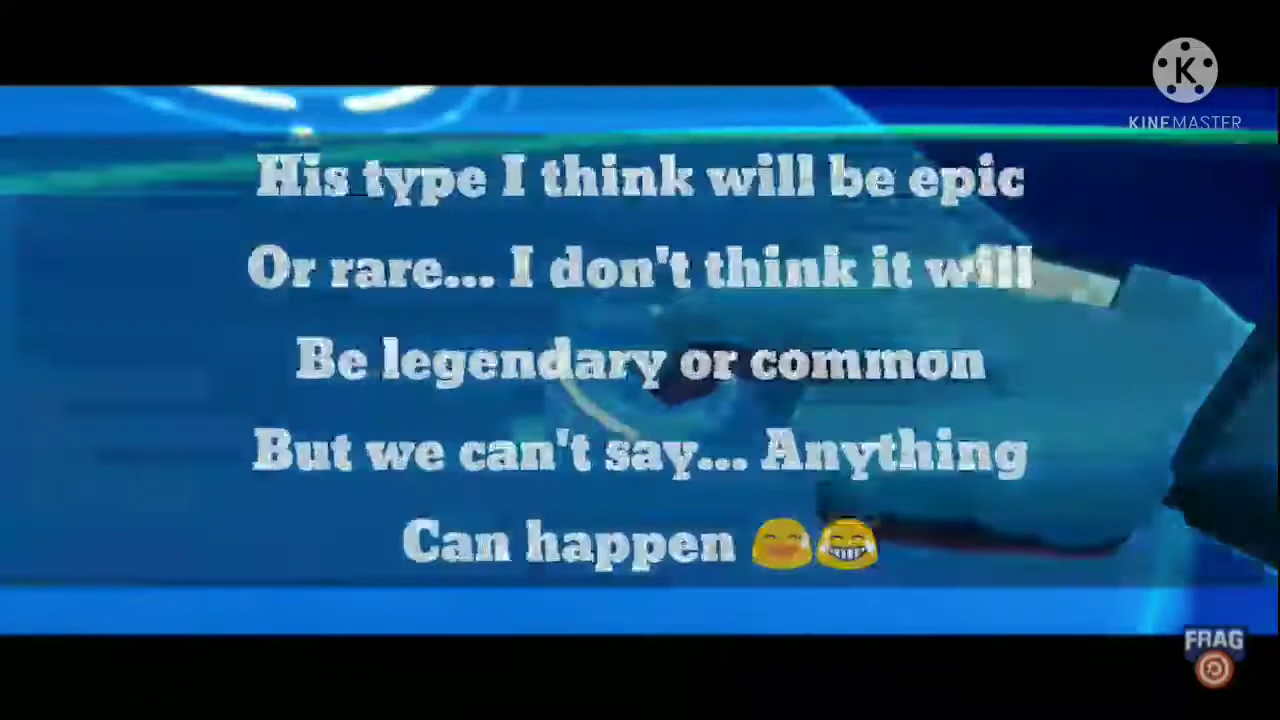 KINEMASTER
His type I think will be epic
Or rare... I don't think it will
Be legendary or common
But we can't say... Anything
Can happen 😅😂
FRAG